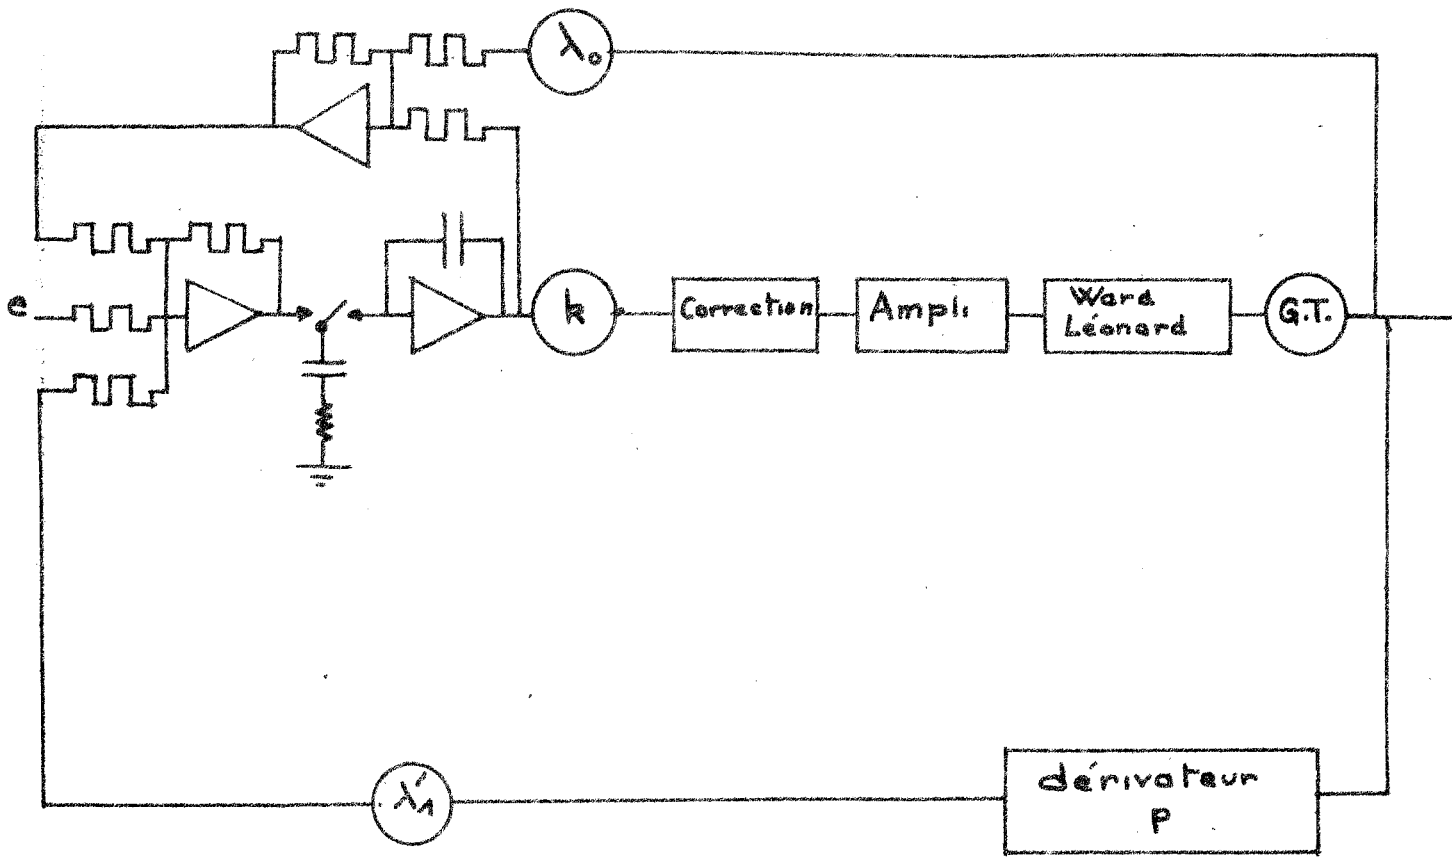 λ₀
e
k
Correction
Ampli
Ward
Léonard
G.T.
λ'₁
dérivateur
P